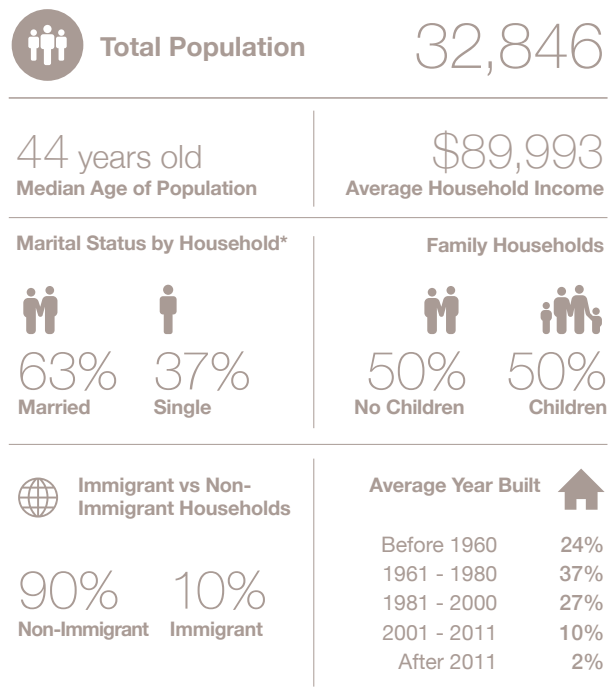 Total Population
32,846
44 years old
Median Age of Population
$89,993
Average Household Income
Marital Status by Household*
63%
Married
37%
Single
Family Households
50%
No Children
50%
Children
Immigrant vs Non-
Immigrant Households
90%
Non-Immigrant
10%
Immigrant
Average Year Built
Before 1960 24%
1961 - 1980 37%
1981 - 2000 27%
2001 - 2011 10%
After 2011 2%